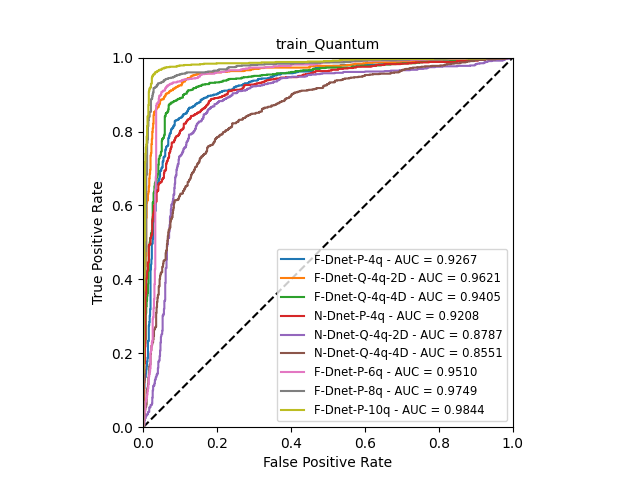 train_Quantum
True Positive Rate
1.0
0.8
0.6
0.4
0.2
0.0
F-Dnet-P-4q - AUC = 0.9267
F-Dnet-Q-4q-2D - AUC = 0.9621
F-Dnet-Q-4q-4D - AUC = 0.9405
N-Dnet-P-4q - AUC = 0.9208
N-Dnet-Q-4q-2D - AUC = 0.8787
N-Dnet-Q-4q-4D - AUC = 0.8551
F-Dnet-P-6q - AUC = 0.9510
F-Dnet-P-8q - AUC = 0.9749
F-Dnet-P-10q - AUC = 0.9844
0.0 0.2 0.4 0.6 0.8 1.0
False Positive Rate